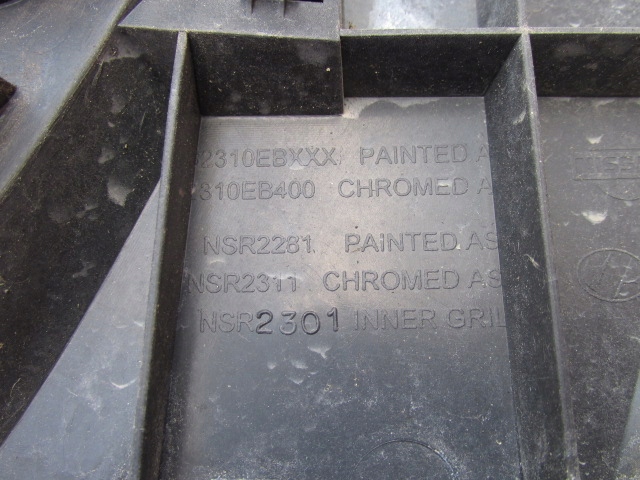 2310EBXXX PAINTED A
310EB400 CHROMED A
NSR2281 PAINTED AS
NSR2311 CHROMED AS
NSR2301 INNER GRIL